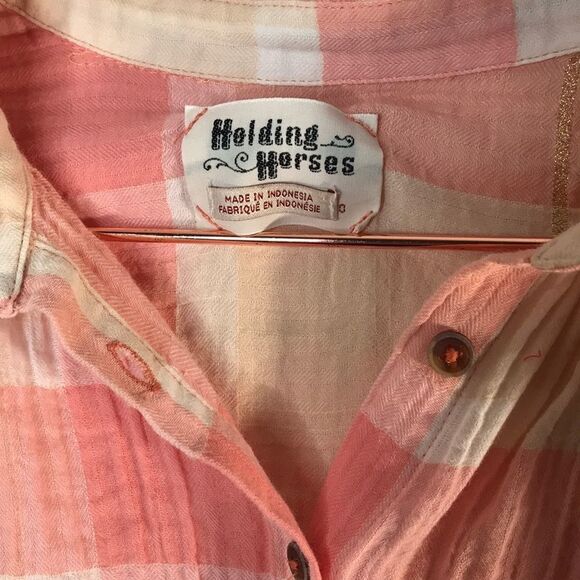 Holding
Horses
MADE IN INDONESIA
FABRIQUÉ EN INDONÉSIE